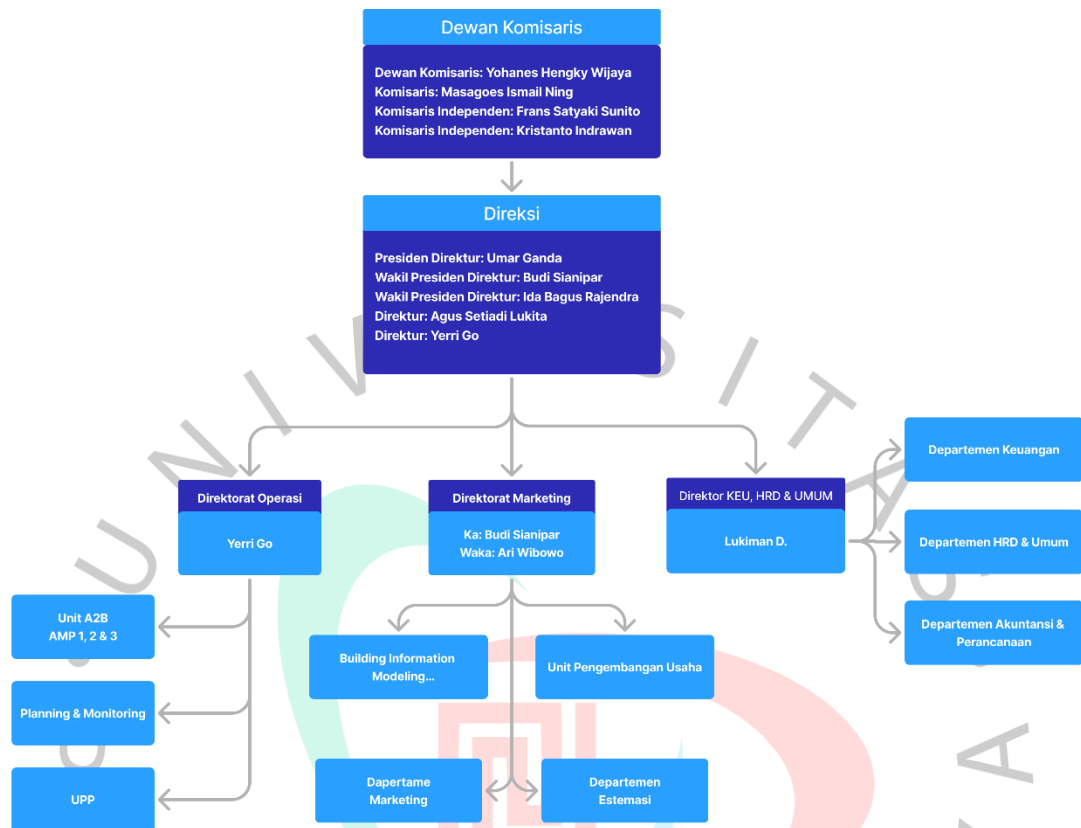 Dewan Komisaris
Dewan Komisaris: Yohanes Hengky Wijaya
Komisaris: Masagoes Ismail Ning
Komisaris Independen: Frans Satyaki Sunito
Komisaris Independen: Kristanto Indrawan
Direksi
Presiden Direktur: Umar Ganda
Wakil Presiden Direktur: Budi Sianipar
Wakil Presiden Direktur: Ida Bagus Rajendra
Direktur: Agus Setiadi Lukita
Direktur: Yerri Go
Direktorat Operasi
Yerri Go
Direktorat Marketing
Ka: Budi Sianipar
Waka: Ari Wibowo
Direktor KEU, HRD & UMUM
Lukiman D.
Departemen Keuangan
Departemen HRD & Umum
Departemen Akuntansi &
Perancanaan
Unit A2B
AMP 1, 2 & 3
Planning & Monitoring
UPP
Building Information
Modeling...
Unit Pengembangan Usaha
Dapertame
Marketing
Departemen
Estemasi